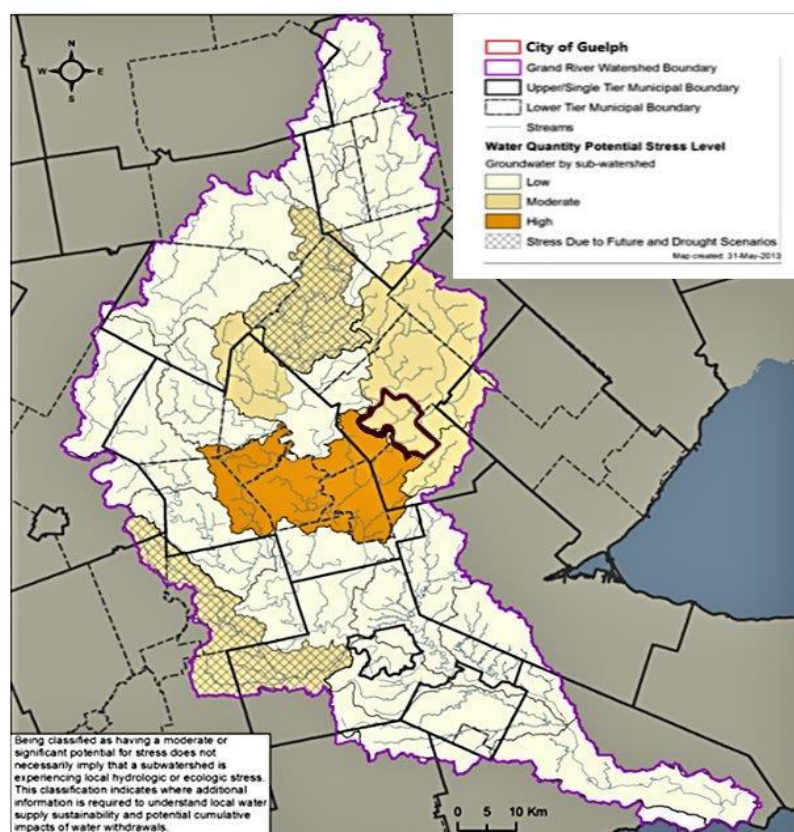 N
W E
S
City of Guelph
Grand River Watershed Boundary
Upper/Single Tier Municipal Boundary
Lower Tier Municipal Boundary
Streams
Water Quantity Potential Stress Level
Groundwater by sub-watershed
Low
Moderate
High
Stress Due to Future and Drought Scenarios
Map created: 31-May-2013
Being classified as having a moderate or
significant potential for stress does not
necessarily imply that a subwatershed is
experiencing local hydrologic or ecologic stress.
This classification indicates where additional
information is required to understand local water
supply sustainability and potential cumulative
impacts of water withdrawals.
0 5 10 Km